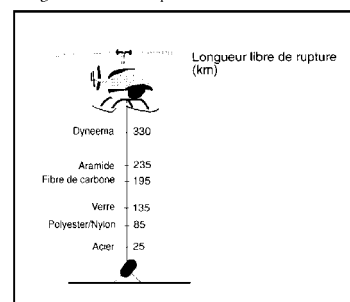 Longueur libre de rupture
(km)
Dyneema 330
Aramide 235
Fibre de carbone 195
Verre 135
Polyester/Nylon 85
Acier 25